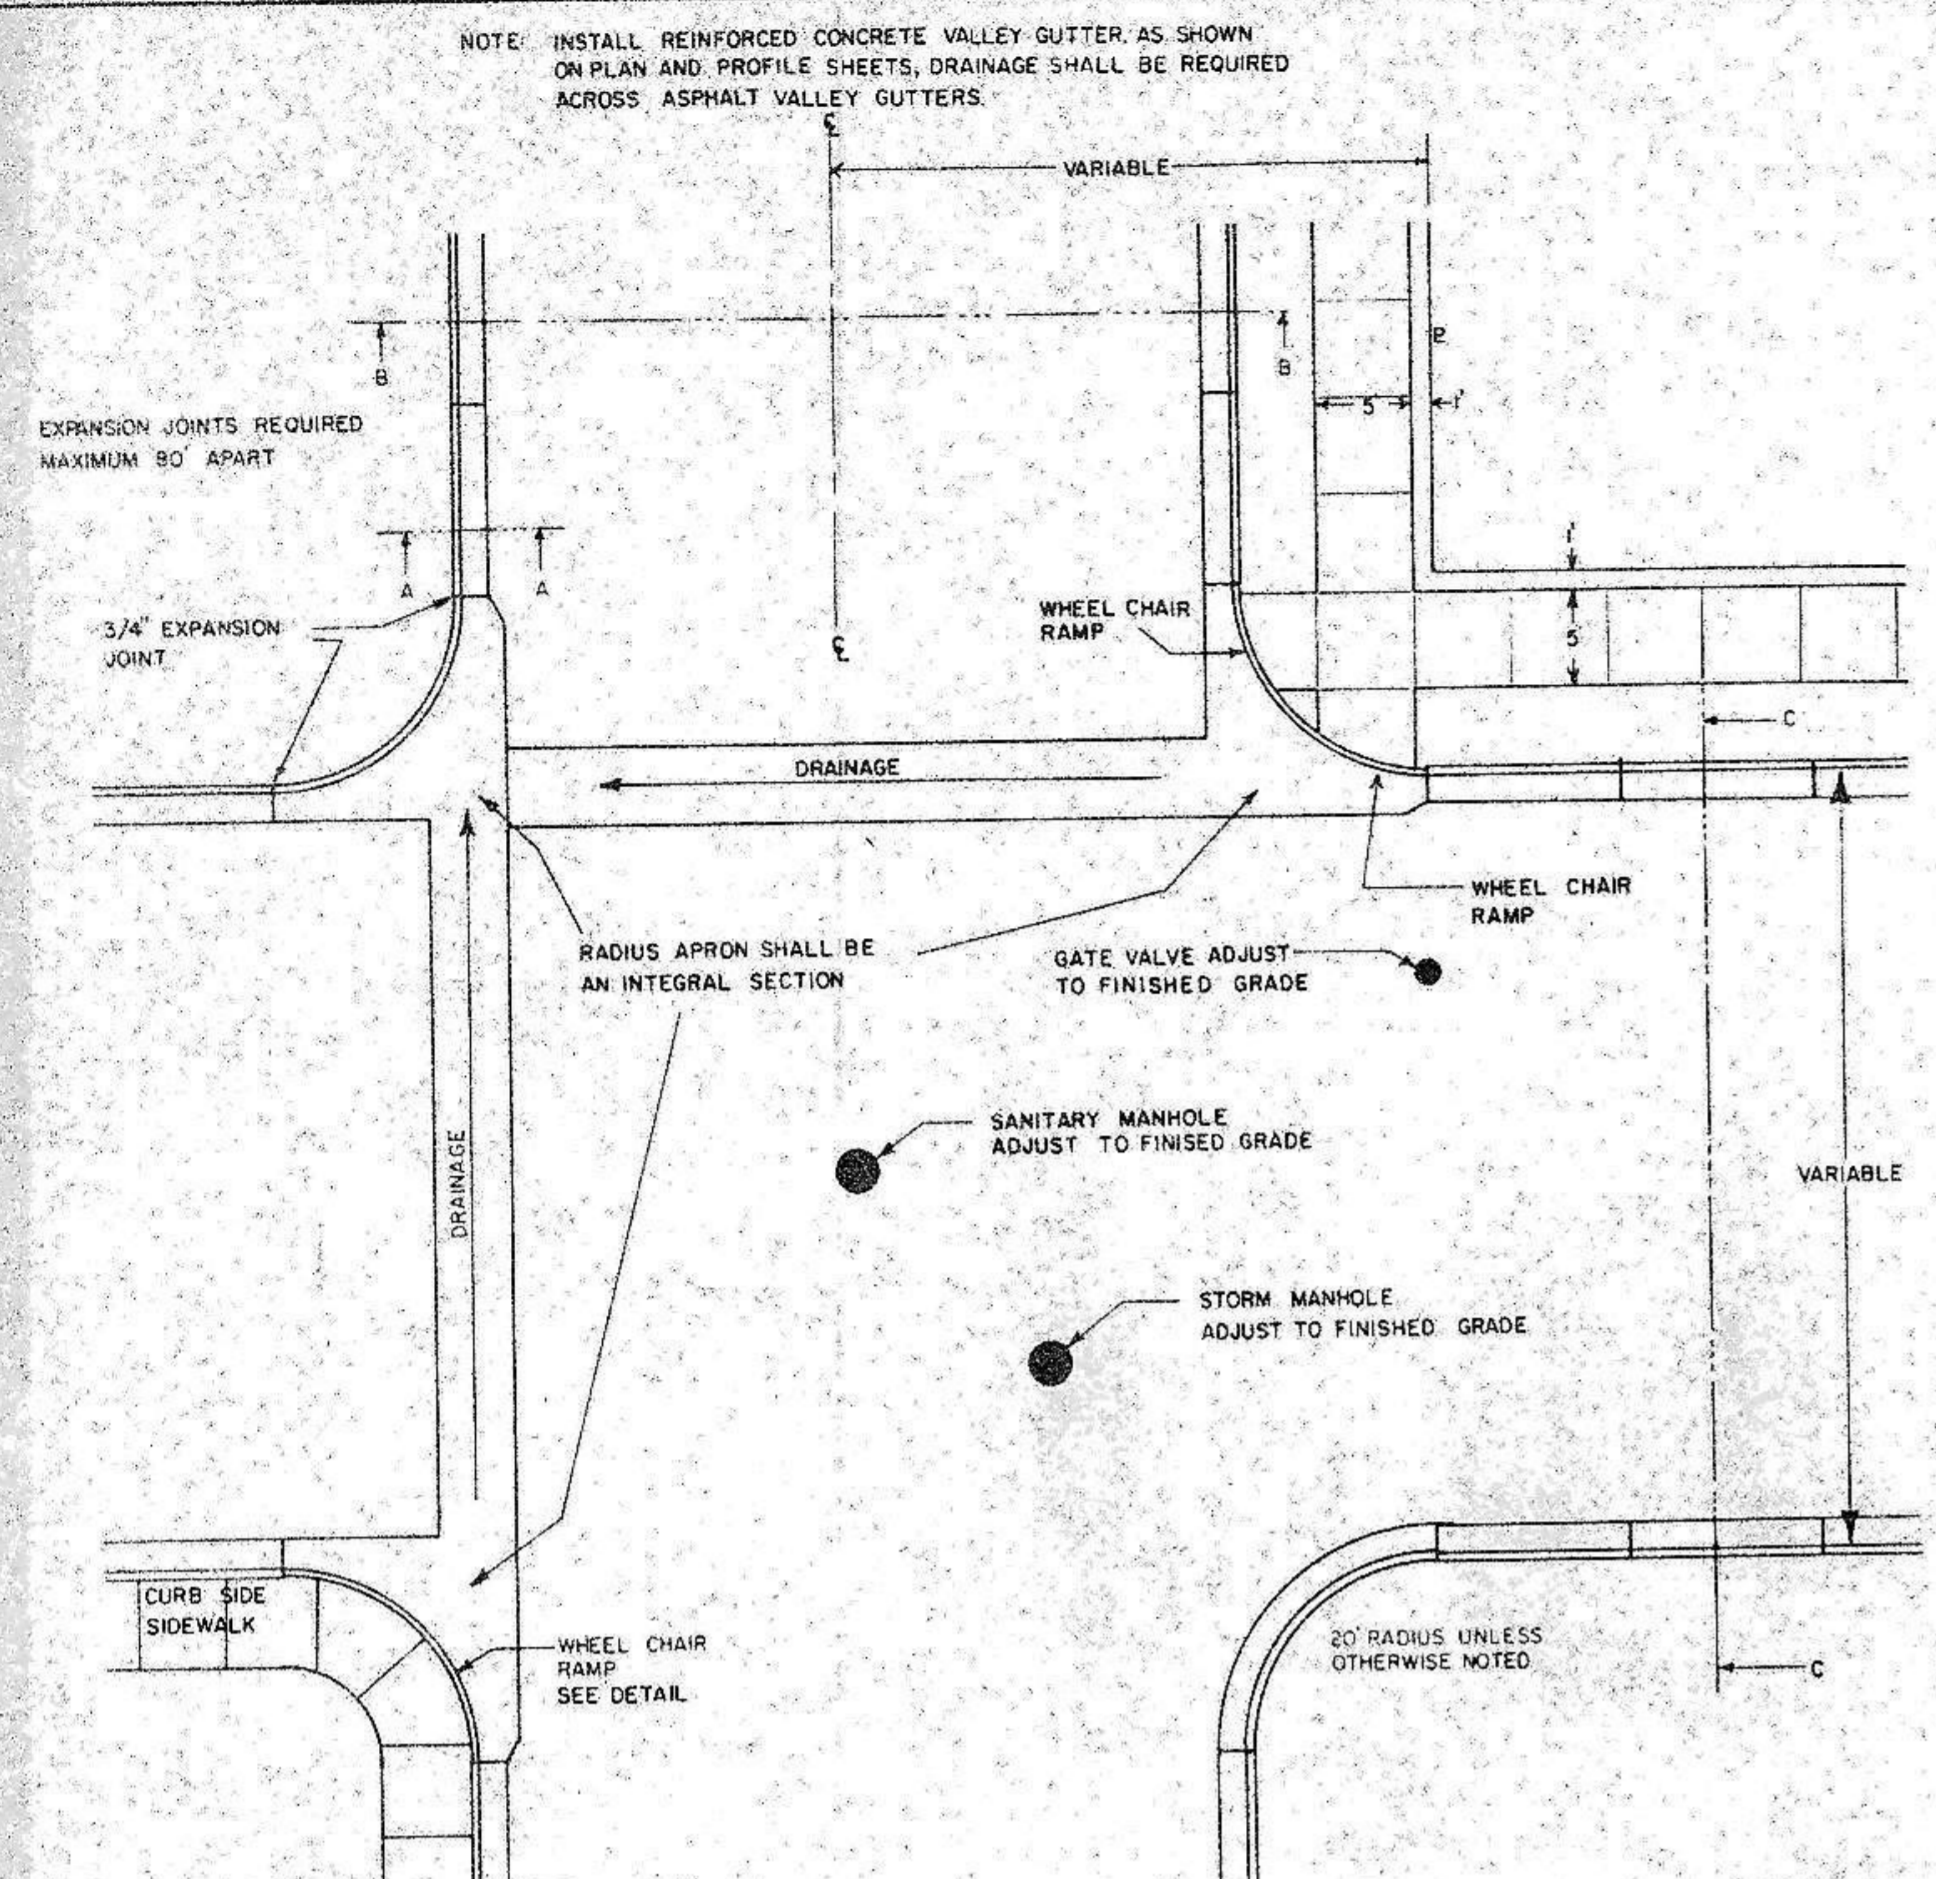 NOTE: INSTALL REINFORCED CONCRETE VALLEY GUTTER. AS SHOWN
ON PLAN AND PROFILE SHEETS, DRAINAGE SHALL BE REQUIRED
ACROSS ASPHALT VALLEY GUTTERS.
℄
VARIABLE
B
B
5'
1'
EXPANSION JOINTS REQUIRED
MAXIMUM 80' APART
A
A
3/4" EXPANSION
JOINT
℄
WHEEL CHAIR
RAMP
1'
5
C
DRAINAGE
WHEEL CHAIR
RAMP
RADIUS APRON SHALL BE
AN INTEGRAL SECTION
GATE VALVE ADJUST
TO FINISHED GRADE
DRAINAGE
SANITARY MANHOLE
ADJUST TO FINISED GRADE
VARIABLE
STORM MANHOLE
ADJUST TO FINISHED GRADE
CURB SIDE
SIDEWALK
WHEEL CHAIR
RAMP
SEE DETAIL
20' RADIUS UNLESS
OTHERWISE NOTED
C